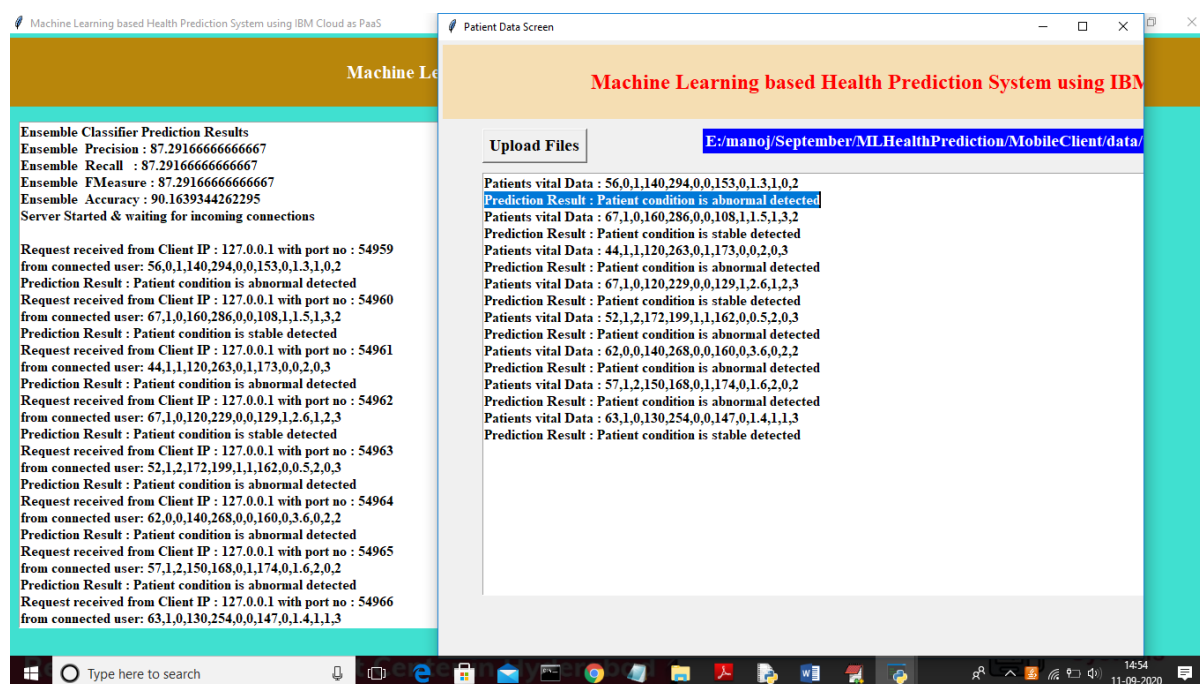 Machine Learning based Health Prediction System using IBM Cloud as PaaS
Machine Le
Ensemble Classifier Prediction Results
Ensemble Precision : 87.29166666666667
Ensemble Recall : 87.29166666666667
Ensemble FMeasure : 87.29166666666667
Ensemble Accuracy : 90.1639344262295
Server Started & waiting for incoming connections
Request received from Client IP : 127.0.0.1 with port no : 54959
from connected user: 56,0,1,140,294,0,0,153,0,1.3,1,0,2
Prediction Result : Patient condition is abnormal detected
Request received from Client IP : 127.0.0.1 with port no : 54960
from connected user: 67,1,0,160,286,0,0,108,1,1.5,1,3,2
Prediction Result : Patient condition is stable detected
Request received from Client IP : 127.0.0.1 with port no : 54961
from connected user: 44,1,1,120,263,0,1,173,0,0,2,0,3
Prediction Result : Patient condition is abnormal detected
Request received from Client IP : 127.0.0.1 with port no : 54962
from connected user: 67,1,0,120,229,0,0,129,1,2.6,1,2,3
Prediction Result : Patient condition is stable detected
Request received from Client IP : 127.0.0.1 with port no : 54963
from connected user: 52,1,2,172,199,1,1,162,0,0.5,2,0,3
Prediction Result : Patient condition is abnormal detected
Request received from Client IP : 127.0.0.1 with port no : 54964
from connected user: 62,0,0,140,268,0,0,160,0,3.6,0,2,2
Prediction Result : Patient condition is abnormal detected
Request received from Client IP : 127.0.0.1 with port no : 54965
from connected user: 57,1,2,150,168,0,1,174,0,1.6,2,0,2
Prediction Result : Patient condition is abnormal detected
Request received from Client IP : 127.0.0.1 with port no : 54966
from connected user: 63,1,0,130,254,0,0,147,0,1.4,1,1,3
Patient Data Screen
Machine Learning based Health Prediction System using IBM
Upload Files
E:/manoj/September/MLHealthPrediction/MobileClient/data/
Patients vital Data : 56,0,1,140,294,0,0,153,0,1.3,1,0,2
Prediction Result : Patient condition is abnormal detected
Patients vital Data : 67,1,0,160,286,0,0,108,1,1.5,1,3,2
Prediction Result : Patient condition is stable detected
Patients vital Data : 44,1,1,120,263,0,1,173,0,0,2,0,3
Prediction Result : Patient condition is abnormal detected
Patients vital Data : 67,1,0,120,229,0,0,129,1,2.6,1,2,3
Prediction Result : Patient condition is stable detected
Patients vital Data : 52,1,2,172,199,1,1,162,0,0.5,2,0,3
Prediction Result : Patient condition is abnormal detected
Patients vital Data : 62,0,0,140,268,0,0,160,0,3.6,0,2,2
Prediction Result : Patient condition is abnormal detected
Patients vital Data : 57,1,2,150,168,0,1,174,0,1.6,2,0,2
Prediction Result : Patient condition is abnormal detected
Patients vital Data : 63,1,0,130,254,0,0,147,0,1.4,1,1,3
Prediction Result : Patient condition is stable detected
Type here to search
14:54
11-09-2020